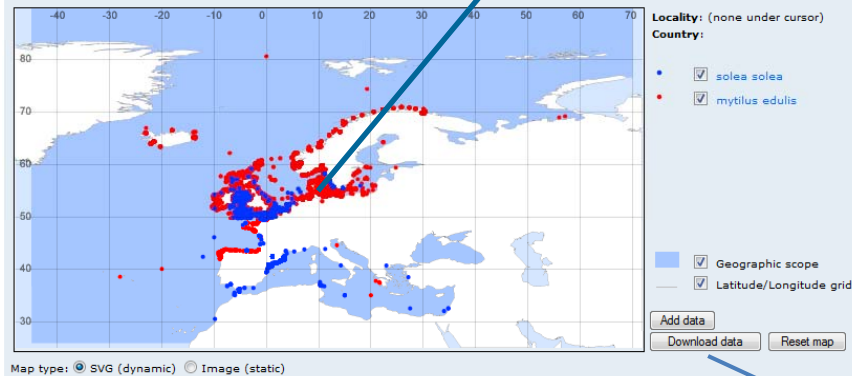 -40 -20 -10 0 10 20 30 40 50 60 70
80
70
60
50
40
30
Locality: (none under cursor)
Country:
solea solea
mytilus edulis
Geographic scope
Latitude/Longitude grid
Add data
Download data Reset map
Map type: SVG (dynamic) Image (static)